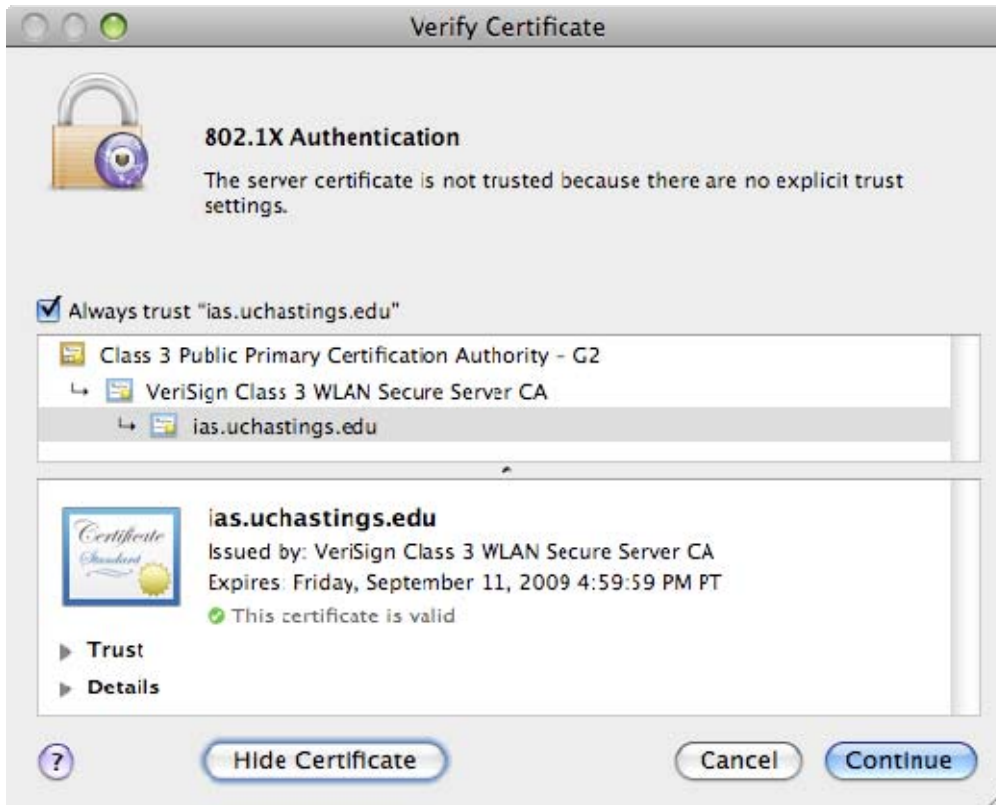 Verify Certificate
802.1X Authentication
The server certificate is not trusted because there are no explicit trust
settings.
Always trust "ias.uchastings.edu"
Class 3 Public Primary Certification Authority - G2
VeriSign Class 3 WLAN Secure Server CA
ias.uchastings.edu
Certificate
Standard
ias.uchastings.edu
Issued by: VeriSign Class 3 WLAN Secure Server CA
Expires: Friday, September 11, 2009 4:59:59 PM PT
This certificate is valid
Trust
Details
?
Hide Certificate
Cancel
Continue